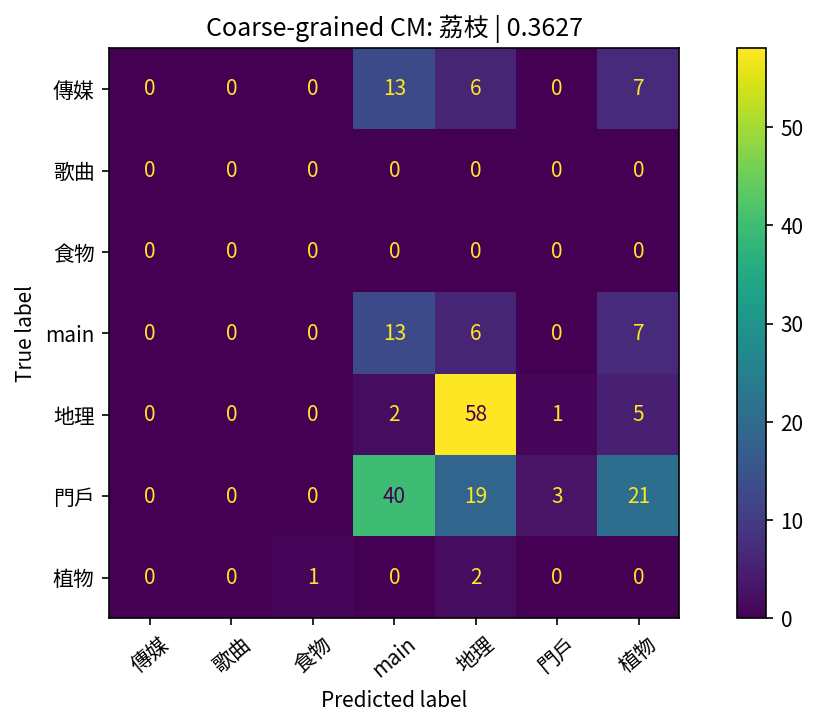 Coarse-grained CM: 荔枝 | 0.3627
傳媒 0 0 0 13 6 0 7
歌曲 0 0 0 0 0 0 0
食物 0 0 0 0 0 0 0
main 0 0 0 13 6 0 7
地理 0 0 0 2 58 1 5
門戶 0 0 0 40 19 3 21
植物 0 0 1 0 2 0 0
傳媒 歌曲 食物 main 地理 門戶 植物
Predicted label
True label
50
40
30
20
10
0